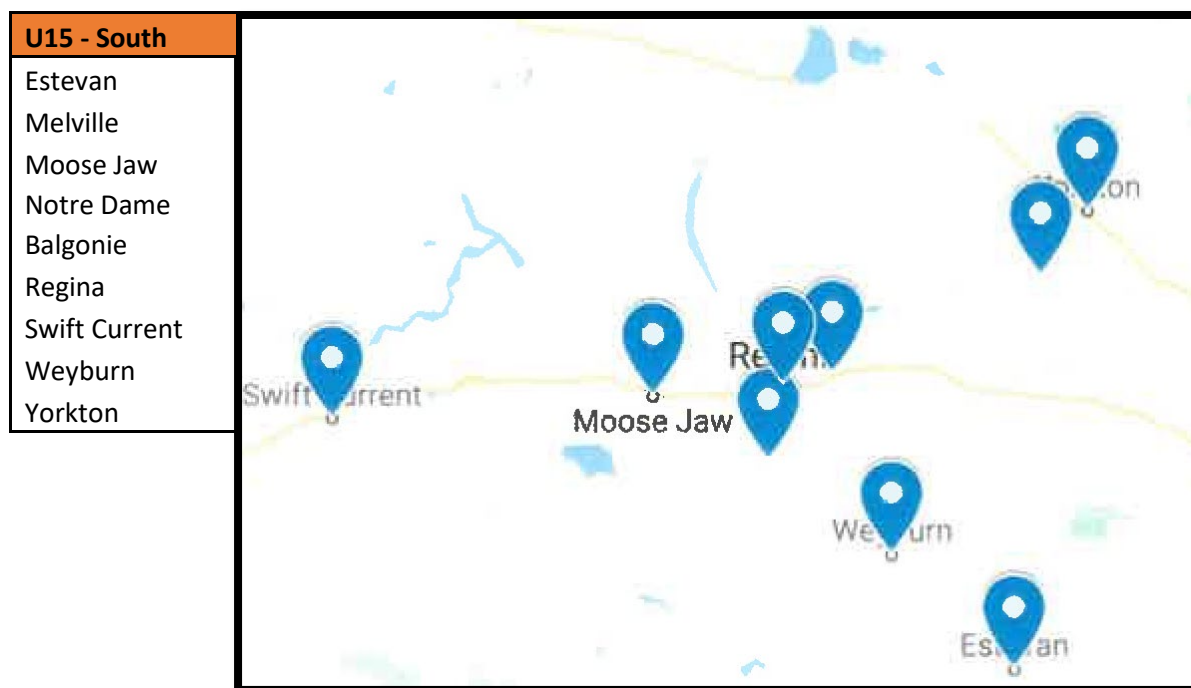 U15 - South
Estevan
Melville
Moose Jaw
Notre Dame
Balgonie
Regina
Swift Current
Weyburn
Yorkton
Moose Jaw